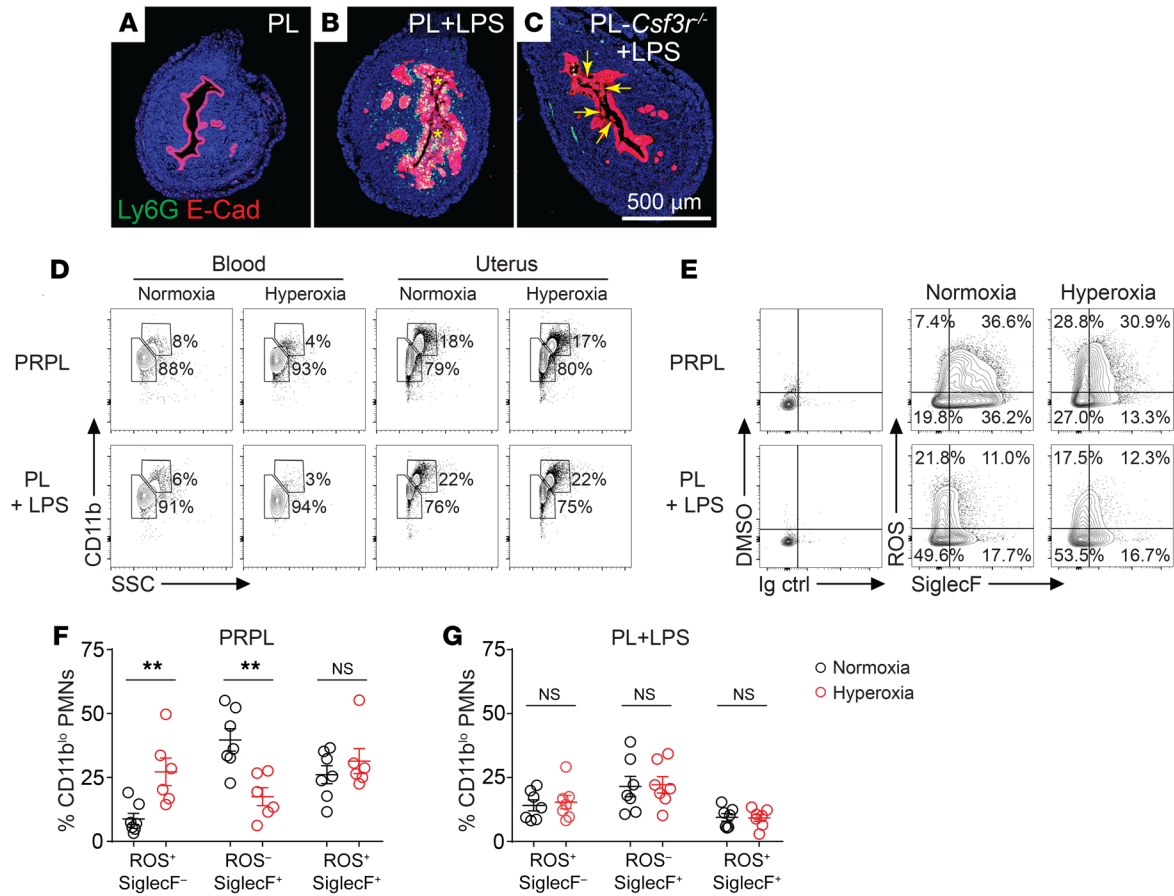 A PL
B PL+LPS
C PL-Csf3r-/-
+LPS
Ly6G E-Cad
500 µm
D
Blood Uterus
Normoxia Hyperoxia Normoxia Hyperoxia
PRPL
8% 4% 18% 17%
88% 93% 79% 80%
PL
+ LPS
6% 3% 22% 22%
91% 94% 76% 75%
CD11b
SSC
E
Normoxia Hyperoxia
PRPL
7.4% 36.6% 28.8% 30.9%
19.8% 36.2% 27.0% 13.3%
PL
+ LPS
21.8% 11.0% 17.5% 12.3%
49.6% 17.7% 53.5% 16.7%
DMSO ROS
Ig ctrl SiglecF
F PRPL
% CD11blo PMNs
75
50
25
0
** ** NS
ROS+ ROS− ROS+
SiglecF− SiglecF+ SiglecF+
G PL+LPS
% CD11blo PMNs
75
50
25
0
NS NS NS
ROS+ ROS− ROS+
SiglecF− SiglecF+ SiglecF+
Normoxia
Hyperoxia